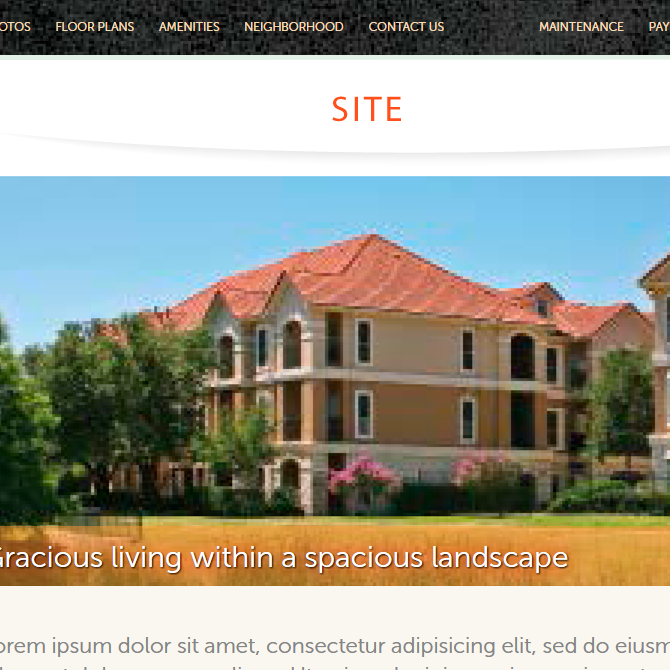 OTOS FLOOR PLANS AMENITIES NEIGHBORHOOD CONTACT US MAINTENANCE PAY
SITE
Gracious living within a spacious landscape
orem ipsum dolor sit amet, consectetur adipisicing elit, sed do eiusm